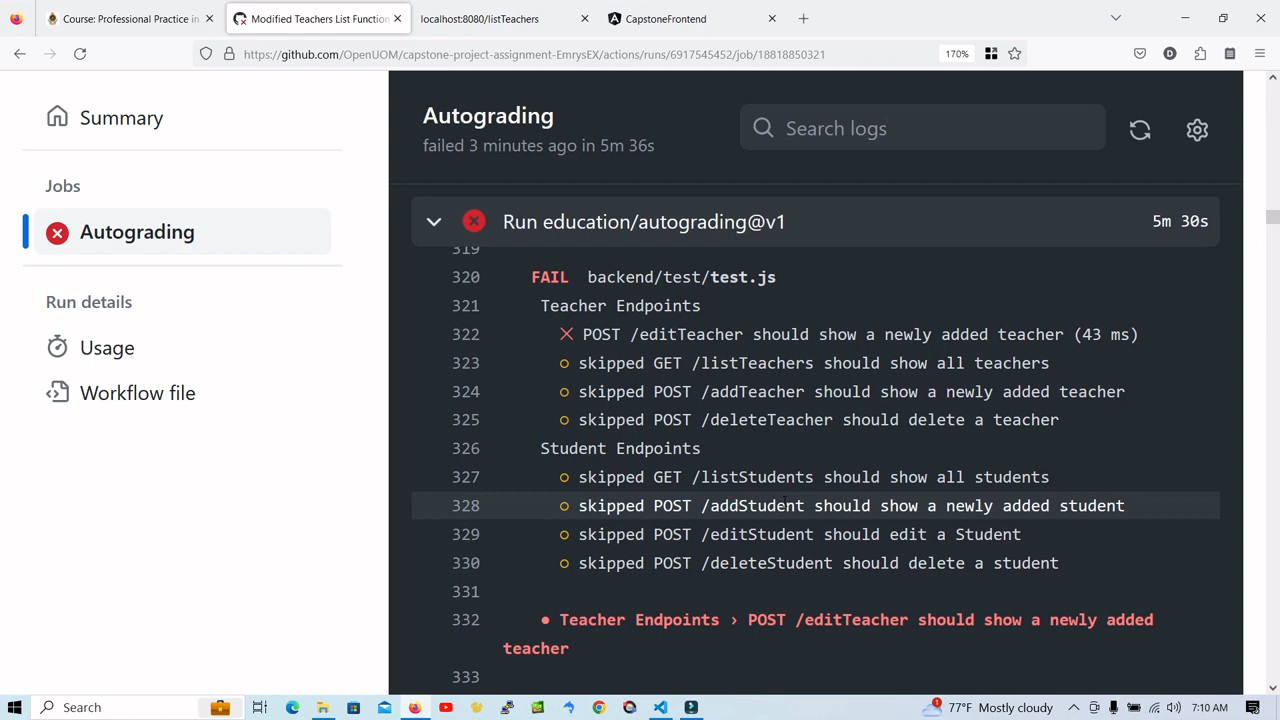 Course: Professional Practice in
Modified Teachers List Function
localhost:8080/listTeachers
CapstoneFrontend
https://github.com/OpenUOM/capstone-project-assignment-EmrysEX/actions/runs/6917545452/job/18818850321
170%
D
Summary
Jobs
Autograding
Run details
Usage
Workflow file
Autograding
failed 3 minutes ago in 5m 36s
Search logs
Run education/autograding@v1
5m 30s
319
320 FAIL backend/test/test.js
321 Teacher Endpoints
322 POST /editTeacher should show a newly added teacher (43 ms)
323 skipped GET /listTeachers should show all teachers
324 skipped POST /addTeacher should show a newly added teacher
325 skipped POST /deleteTeacher should delete a teacher
326 Student Endpoints
327 skipped GET /listStudents should show all students
328 skipped POST /addStudent should show a newly added student
329 skipped POST /editStudent should edit a Student
330 skipped POST /deleteStudent should delete a student
331
332 ● Teacher Endpoints › POST /editTeacher should show a newly added
teacher
333
Search
1
77°F Mostly cloudy
7:10 AM